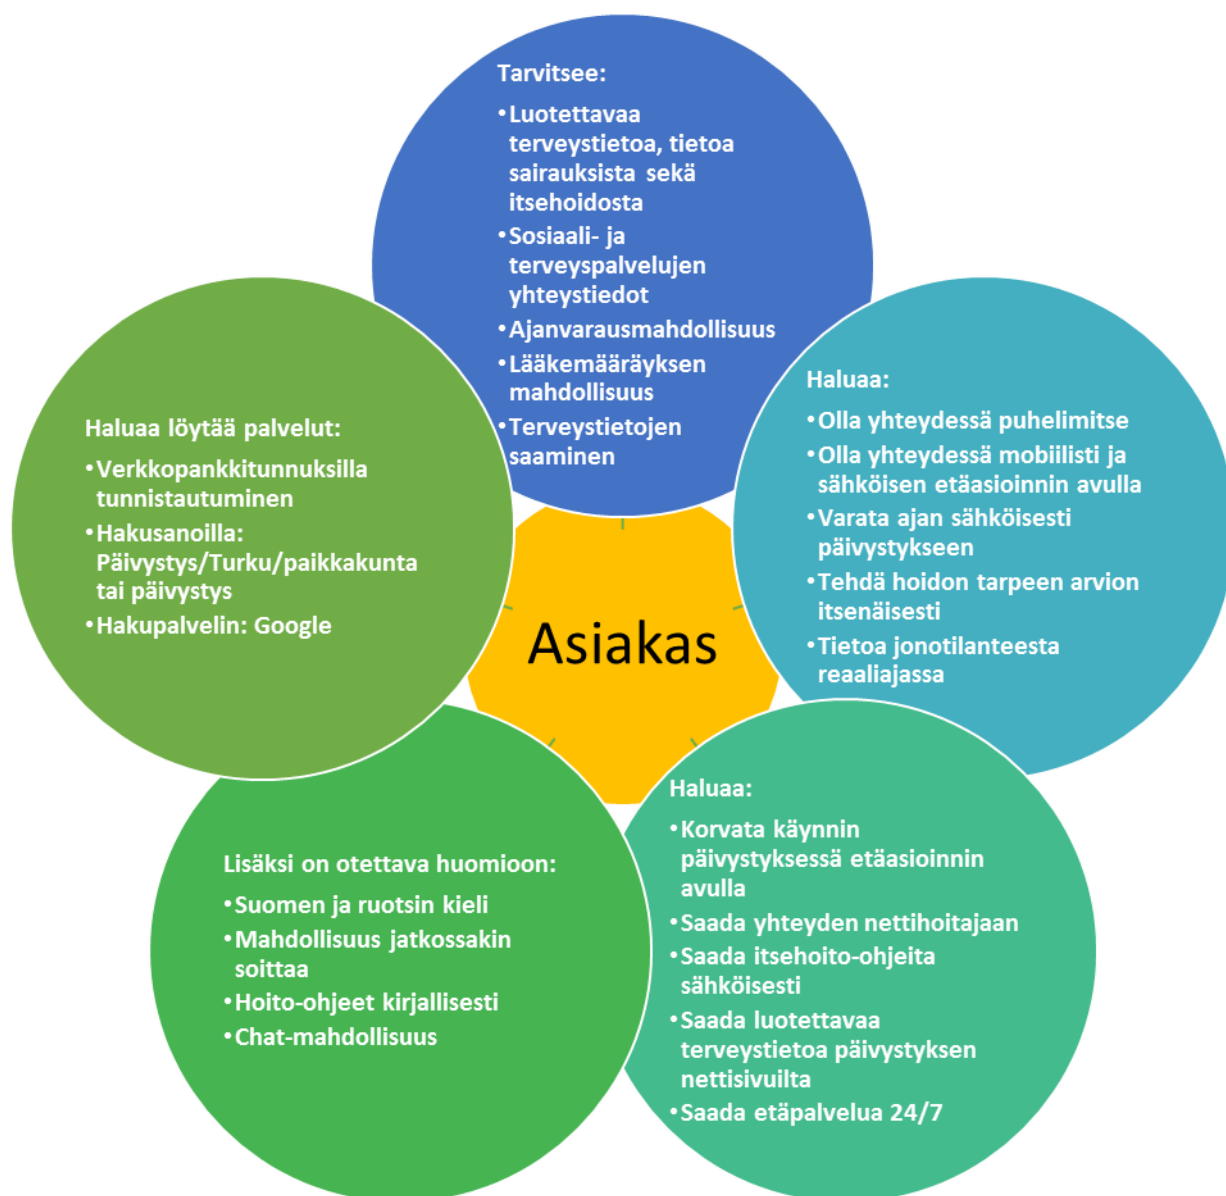 Tarvitsee:
•Luotettavaa
terveystietoa, tietoa
sairauksista sekä
itsehoidosta
•Sosiaali- ja
terveyspalvelujen
yhteystiedot
•Ajanvarausmahdollisuus
•Lääkemääräyksen
mahdollisuus
•Terveystietojen
saaminen
Haluaa:
•Olla yhteydessä puhelimitse
•Olla yhteydessä mobiilisti ja
sähköisen etäasioinnin avulla
•Varata ajan sähköisesti
päivystykseen
•Tehdä hoidon tarpeen arvion
itsenäisesti
•Tietoa jonotilanteesta
reaaliajassa
Haluaa:
•Korvata käynnin
päivystyksessä etäasioinnin
avulla
•Saada yhteyden nettihoitajaan
•Saada itsehoito-ohjeita
sähköisesti
•Saada luotettavaa
terveystietoa päivystyksen
nettisivuilta
•Saada etäpalvelua 24/7
Lisäksi on otettava huomioon:
•Suomen ja ruotsin kieli
•Mahdollisuus jatkossakin
soittaa
•Hoito-ohjeet kirjallisesti
•Chat-mahdollisuus
Haluaa löytää palvelut:
•Verkkopankkitunnuksilla
tunnistautuminen
•Hakusanoilla:
Päivystys/Turku/paikkakunta
tai päivystys
•Hakupalvelin: Google
Asiakas